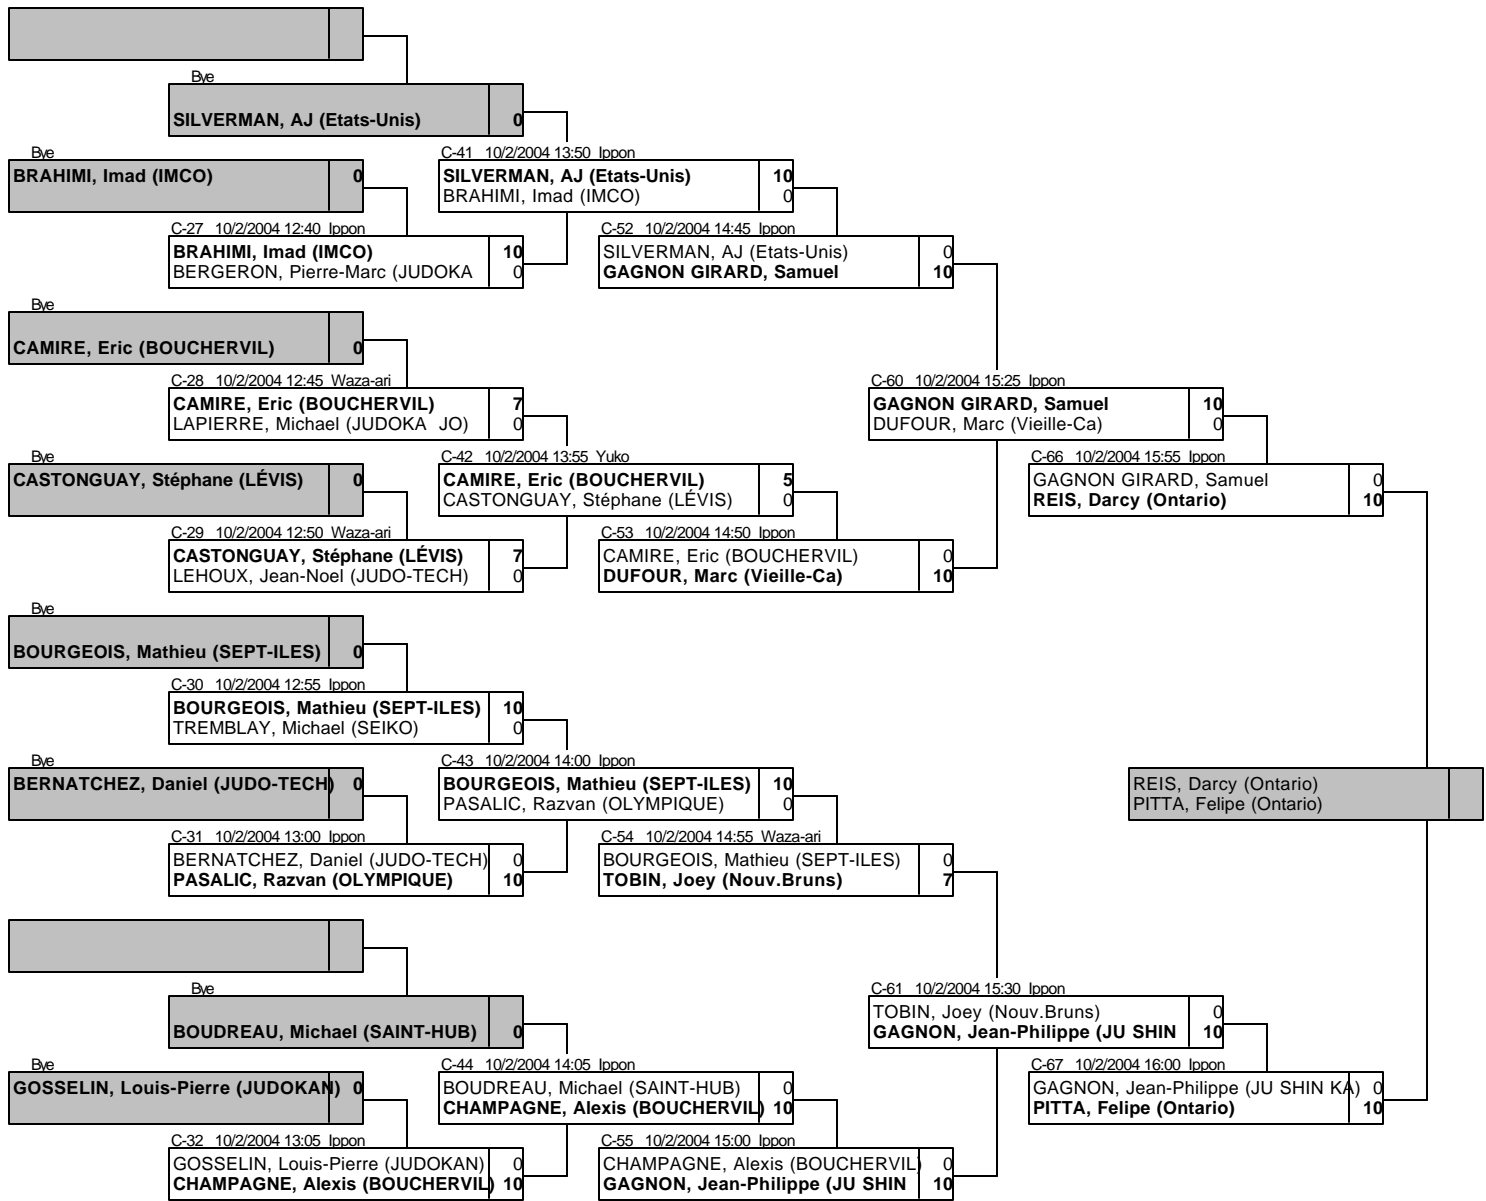 Bye
SILVERMAN, AJ (Etats-Unis) 0
Bye
BRAHIMI, Imad (IMCO) 0
C-41 10/2/2004 13:50 Ippon
SILVERMAN, AJ (Etats-Unis) 10
BRAHIMI, Imad (IMCO) 0
C-27 10/2/2004 12:40 Ippon
BRAHIMI, Imad (IMCO) 10
BERGERON, Pierre-Marc (JUDOKA 0
C-52 10/2/2004 14:45 Ippon
SILVERMAN, AJ (Etats-Unis) 0
GAGNON GIRARD, Samuel 10
Bye
CAMIRE, Eric (BOUCHERVIL) 0
C-28 10/2/2004 12:45 Waza-ari
CAMIRE, Eric (BOUCHERVIL) 7
LAPIERRE, Michael (JUDOKA JO) 0
C-60 10/2/2004 15:25 Ippon
GAGNON GIRARD, Samuel 10
DUFOUR, Marc (Vieille-Ca) 0
Bye
CASTONGUAY, Stéphane (LÉVIS) 0
C-42 10/2/2004 13:55 Yuko
CAMIRE, Eric (BOUCHERVIL) 5
CASTONGUAY, Stéphane (LÉVIS) 0
C-66 10/2/2004 15:55 Ippon
GAGNON GIRARD, Samuel 0
REIS, Darcy (Ontario) 10
C-29 10/2/2004 12:50 Waza-ari
CASTONGUAY, Stéphane (LÉVIS) 7
LEHOUX, Jean-Noel (JUDO-TECH) 0
C-53 10/2/2004 14:50 Ippon
CAMIRE, Eric (BOUCHERVIL) 0
DUFOUR, Marc (Vieille-Ca) 10
Bye
BOURGEOIS, Mathieu (SEPT-ILES) 0
C-30 10/2/2004 12:55 Ippon
BOURGEOIS, Mathieu (SEPT-ILES) 10
TREMBLAY, Michael (SEIKO) 0
Bye
BERNATCHEZ, Daniel (JUDO-TECH) 0
C-43 10/2/2004 14:00 Ippon
BOURGEOIS, Mathieu (SEPT-ILES) 10
PASALIC, Razvan (OLYMPIQUE) 0
REIS, Darcy (Ontario)
PITTA, Felipe (Ontario)
C-31 10/2/2004 13:00 Ippon
BERNATCHEZ, Daniel (JUDO-TECH) 0
PASALIC, Razvan (OLYMPIQUE) 10
C-54 10/2/2004 14:55 Waza-ari
BOURGEOIS, Mathieu (SEPT-ILES) 0
TOBIN, Joey (Nouv.Bruns) 7
Bye
BOUDREAU, Michael (SAINT-HUB) 0
C-61 10/2/2004 15:30 Ippon
TOBIN, Joey (Nouv.Bruns) 0
GAGNON, Jean-Philippe (JU SHIN 10
Bye
GOSSELIN, Louis-Pierre (JUDOKAN) 0
C-44 10/2/2004 14:05 Ippon
BOUDREAU, Michael (SAINT-HUB) 0
CHAMPAGNE, Alexis (BOUCHERVIL) 10
C-67 10/2/2004 16:00 Ippon
GAGNON, Jean-Philippe (JU SHIN KA) 0
PITTA, Felipe (Ontario) 10
C-32 10/2/2004 13:05 Ippon
GOSSELIN, Louis-Pierre (JUDOKAN) 0
CHAMPAGNE, Alexis (BOUCHERVIL) 10
C-55 10/2/2004 15:00 Ippon
CHAMPAGNE, Alexis (BOUCHERVIL) 0
GAGNON, Jean-Philippe (JU SHIN 10